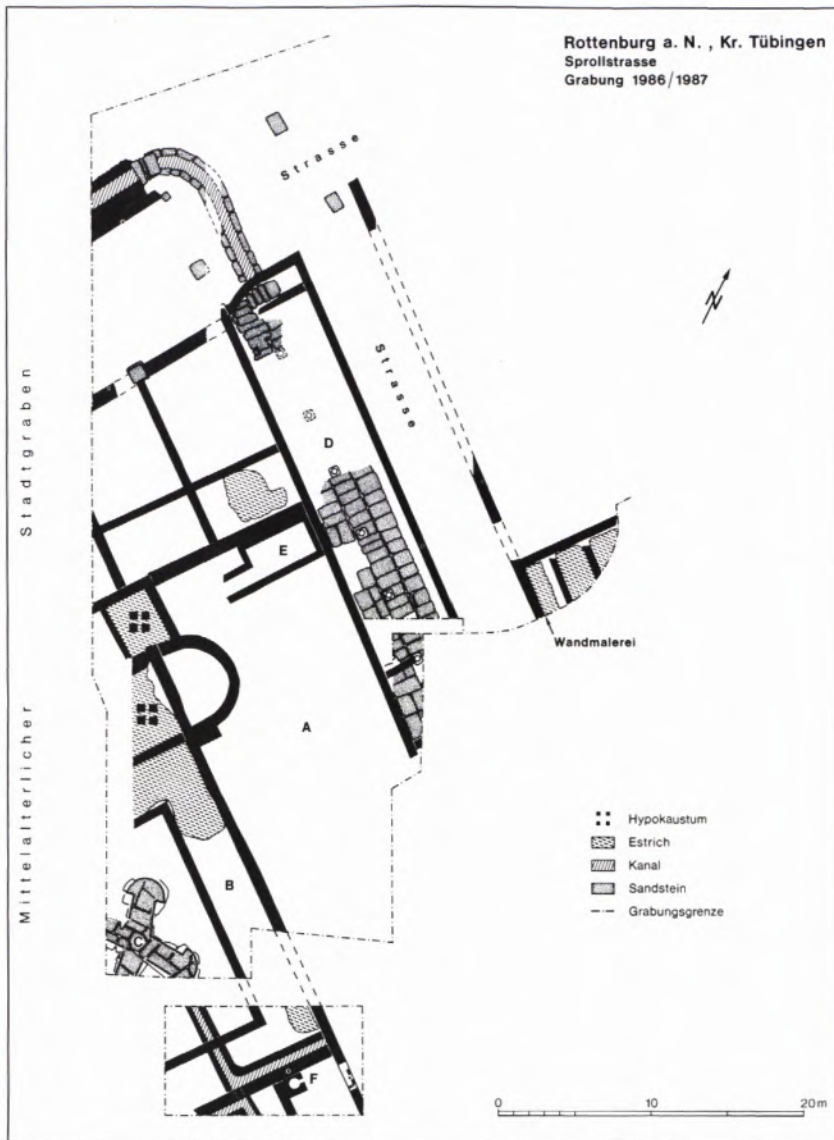 Rottenburg a. N. , Kr. Tübingen
Sprollstrasse
Grabung 1986/1987
Strasse
Strasse
N
D
E
Wandmalerei
A
B
F
Mittelalterlicher Stadtgraben
Hypokaustum
Estrich
Kanal
Sandstein
Grabungsgrenze
0 10 20m